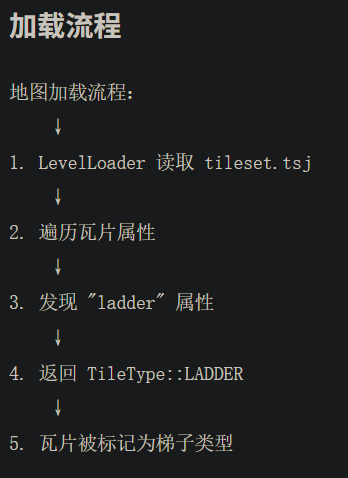 加载流程
地图加载流程：
↓
1. LevelLoader 读取 tileset.tsj
↓
2. 遍历瓦片属性
↓
3. 发现 "ladder" 属性
↓
4. 返回 TileType::LADDER
↓
5. 瓦片被标记为梯子类型